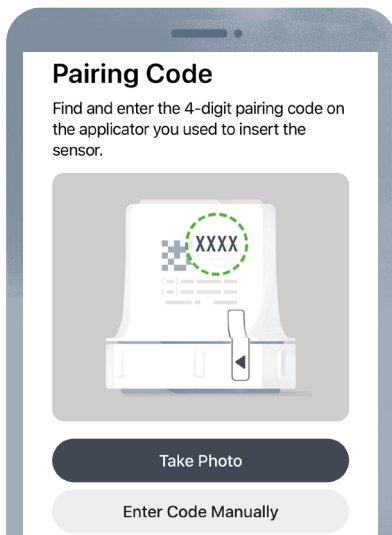 Pairing Code
Find and enter the 4-digit pairing code on
the applicator you used to insert the
sensor.
XXXX
Take Photo
Enter Code Manually